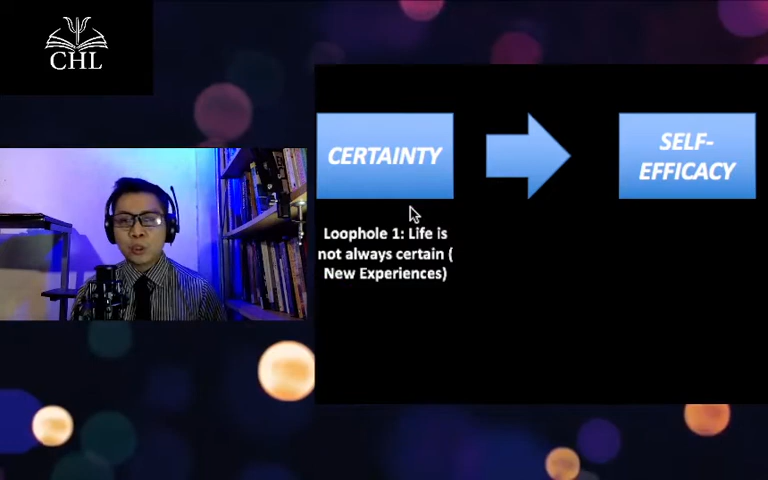 CHL
CERTAINTY
SELF-
EFFICACY
Loophole 1: Life is
not always certain (
New Experiences)